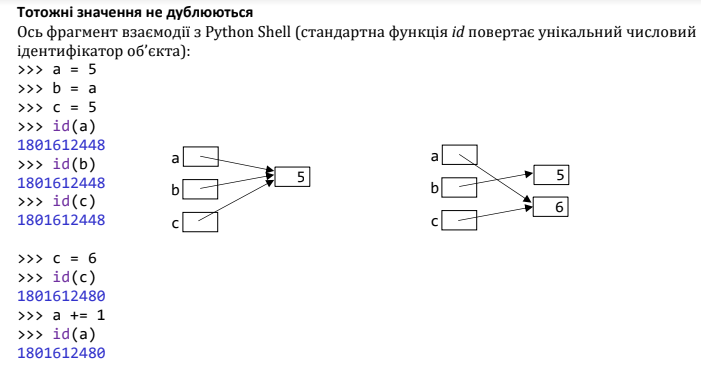 Тотожні значення не дублюються
Ось фрагмент взаємодії з Python Shell (стандартна функція id повертає унікальний числовий
ідентифікатор об’єкта):
>>> a = 5
>>> b = a
>>> c = 5
>>> id(a)
1801612448
>>> id(b)
1801612448
>>> id(c)
1801612448
a
b
c
5
a
b
c
5
6
>>> c = 6
>>> id(c)
1801612480
>>> a += 1
>>> id(a)
1801612480